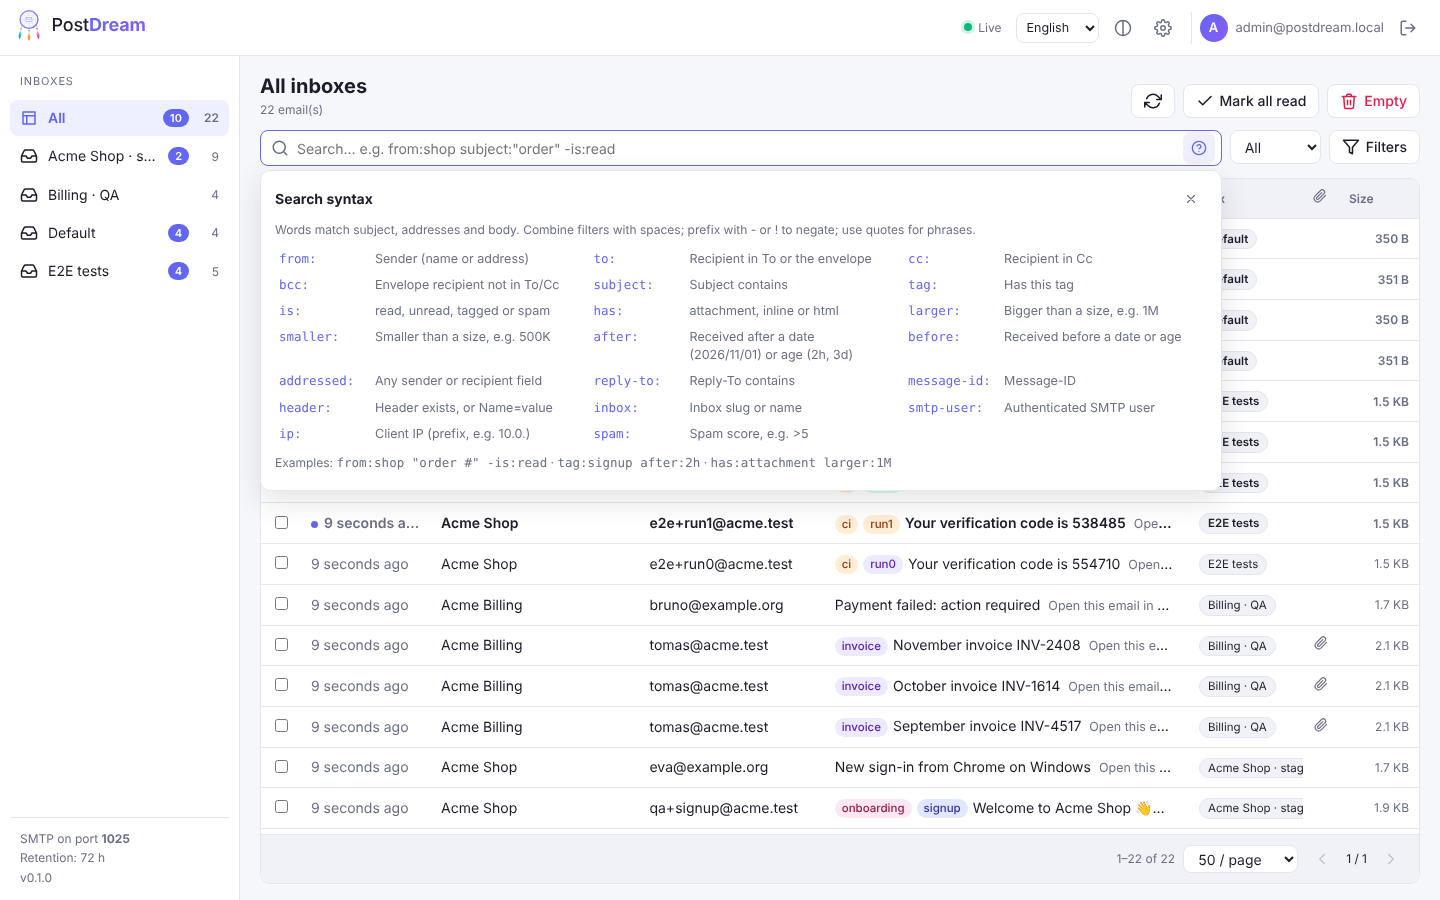 PostDream
Live
English
A
admin@postdream.local
INBOXES
All 10 22
Acme Shop · s... 2 9
Billing · QA 4
Default 4 4
E2E tests 4 5
SMTP on port 1025
Retention: 72 h
v0.1.0
All inboxes
22 email(s)
Mark all read
Empty
Search... e.g. from:shop subject:"order" -is:read
All
Filters
Search syntax
Words match subject, addresses and body. Combine filters with spaces; prefix with - or ! to negate; use quotes for phrases.
from: Sender (name or address) to: Recipient in To or the envelope cc: Recipient in Cc
bcc: Envelope recipient not in To/Cc subject: Subject contains tag: Has this tag
is: read, unread, tagged or spam has: attachment, inline or html larger: Bigger than a size, e.g. 1M
smaller: Smaller than a size, e.g. 500K after: Received after a date before: Received before a date or age
(2026/11/01) or age (2h, 3d)
addressed: Any sender or recipient field reply-to: Reply-To contains message-id: Message-ID
header: Header exists, or Name=value inbox: Inbox slug or name smtp-user: Authenticated SMTP user
ip: Client IP (prefix, e.g. 10.0.) spam: Spam score, e.g. >5
Examples: from:shop "order #" -is:read · tag:signup after:2h · has:attachment larger:1M
x Size
fault 350 B
fault 351 B
fault 350 B
fault 351 B
E tests 1.5 KB
E tests 1.5 KB
E tests 1.5 KB
9 seconds a... Acme Shop e2e+run1@acme.test ci run1 Your verification code is 538485 Ope... E2E tests 1.5 KB
9 seconds ago Acme Shop e2e+run0@acme.test ci run0 Your verification code is 554710 Open... E2E tests 1.5 KB
9 seconds ago Acme Billing bruno@example.org Payment failed: action required Open this email in ... Billing · QA 1.7 KB
9 seconds ago Acme Billing tomas@acme.test invoice November invoice INV-2408 Open this e... Billing · QA 2.1 KB
9 seconds ago Acme Billing tomas@acme.test invoice October invoice INV-1614 Open this email... Billing · QA 2.1 KB
9 seconds ago Acme Billing tomas@acme.test invoice September invoice INV-4517 Open this e... Billing · QA 2.1 KB
9 seconds ago Acme Shop eva@example.org New sign-in from Chrome on Windows Open this ... Acme Shop · stag 1.7 KB
9 seconds ago Acme Shop qa+signup@acme.test onboarding signup Welcome to Acme Shop 👋... Acme Shop · stag 1.9 KB
1–22 of 22 50 / page 1 / 1